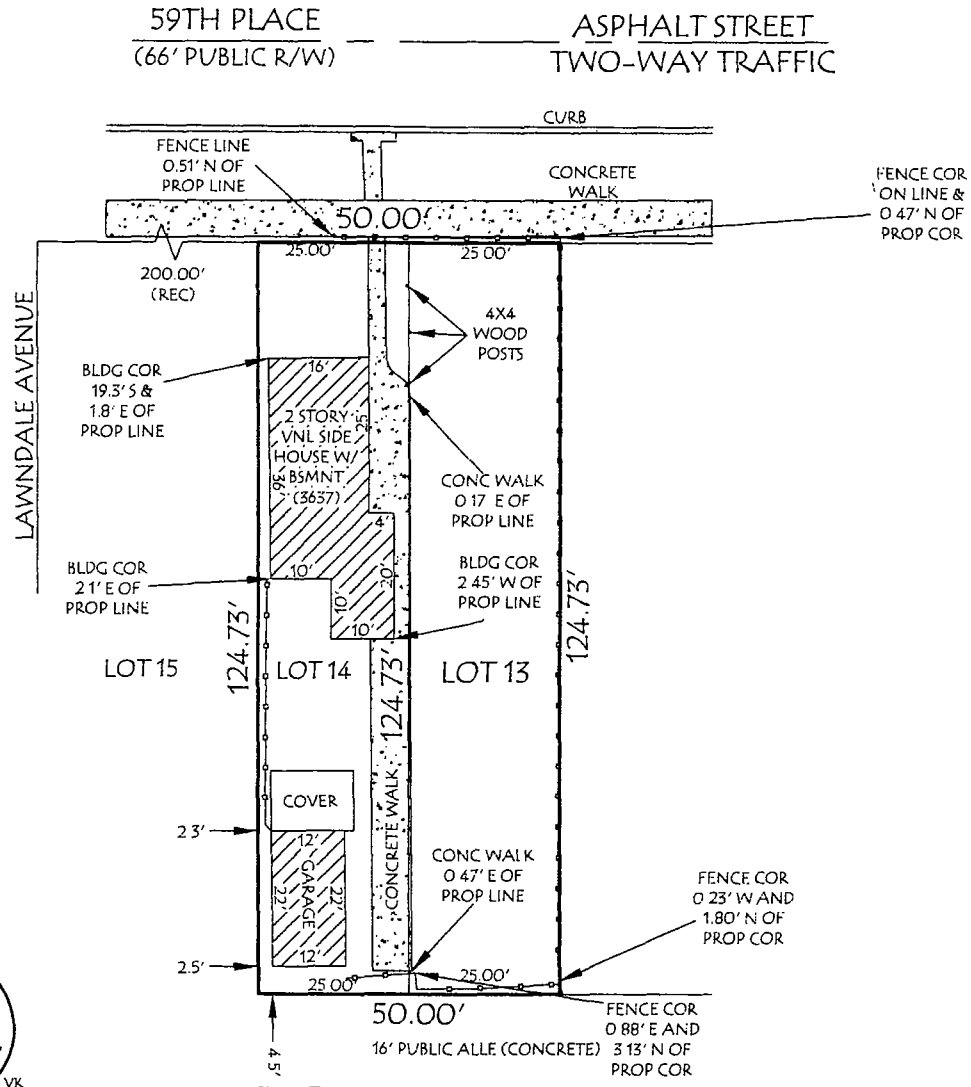 59TH PLACE
(66' PUBLIC R/W)
ASPHALT STREET
TWO-WAY TRAFFIC
CURB
FENCE LINE
0.51' N OF
PROP LINE
CONCRETE
WALK
FENCE COR
ON LINE &
0 47' N OF
PROP COR
50.00'
25.00'
25 00'
200.00'
(REC)
LAWNDALE AVENUE
4X4
WOOD
POSTS
BLDG COR
19.3' S &
1.8' E OF
PROP LINE
16'
2 STORY
VNL SIDE
HOUSE W/
BSMNT
(3637)
25
36
CONC WALK
0 17 E OF
PROP LINE
4'
BLDG COR
2 1' E OF
PROP LINE
10'
10'
20'
10'
BLDG COR
2 45' W OF
PROP LINE
124.73'
124.73'
124.73'
LOT 15
LOT 14
LOT 13
COVER
CONCRETE WALK
2 3'
12'
GARAGE
22'
22'
12'
2.5'
CONC WALK
0 47' E OF
PROP LINE
FENCE COR
0 23' W AND
1.80' N OF
PROP COR
25 00'
25.00'
50.00'
16' PUBLIC ALLE (CONCRETE)
FENCE COR
0 88' E AND
3 13' N OF
PROP COR
4 5'
VK